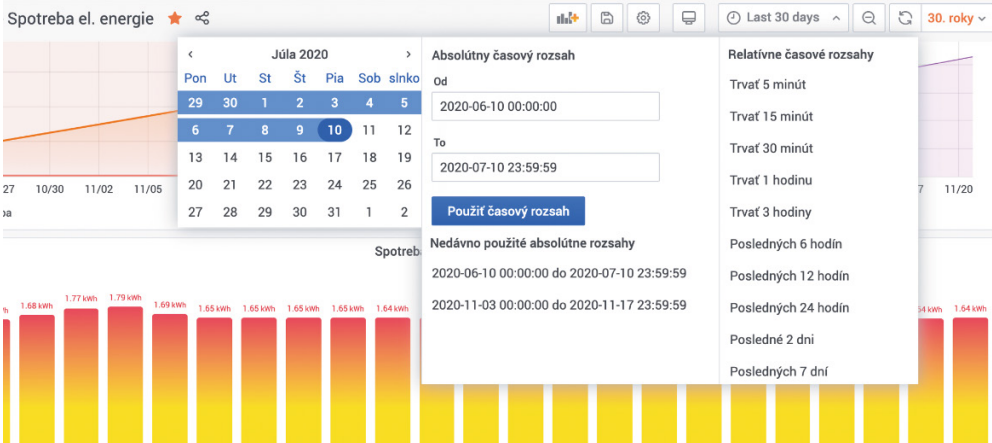 Spotreba el. energie
Last 30 days
30. roky
Júla 2020
Pon Ut St Št Pia Sob slnko
29 30 1 2 3 4 5
6 7 8 9 10 11 12
13 14 15 16 17 18 19
20 21 22 23 24 25 26
27 28 29 30 31 1 2
Absolútny časový rozsah
Od
2020-06-10 00:00:00
To
2020-07-10 23:59:59
Použiť časový rozsah
Nedávno použité absolútne rozsahy
2020-06-10 00:00:00 do 2020-07-10 23:59:59
2020-11-03 00:00:00 do 2020-11-17 23:59:59
Relatívne časové rozsahy
Trvať 5 minút
Trvať 15 minút
Trvať 30 minút
Trvať 1 hodinu
Trvať 3 hodiny
Posledných 6 hodín
Posledných 12 hodín
Posledných 24 hodín
Posledné 2 dni
Posledných 7 dní
27 10/30 11/02 11/05
11/20
Spotreb
1.68 kWh 1.77 kWh 1.79 kWh 1.69 kWh 1.65 kWh 1.65 kWh 1.65 kWh 1.65 kWh 1.64 kWh
1.64 kWh